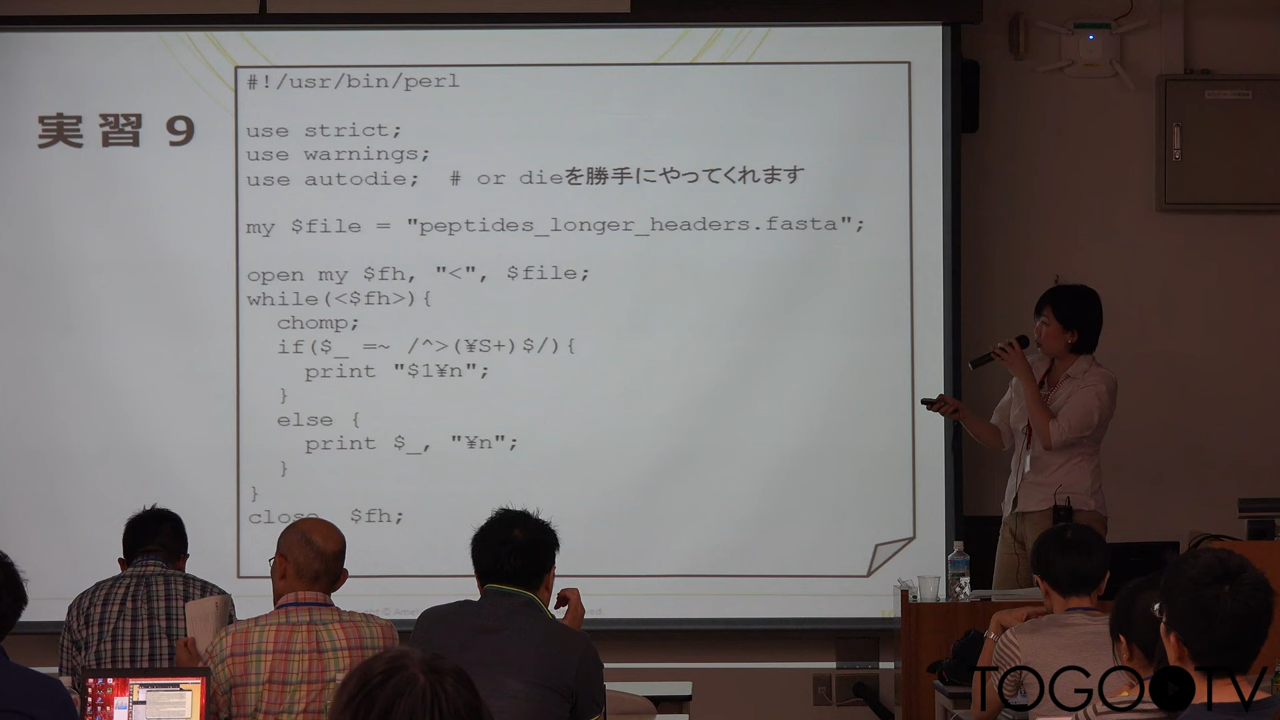 実習 9
#!/usr/bin/perl
use strict;
use warnings;
use autodie;  # or dieを勝手にやってくれます
my $file = "peptides_longer_headers.fasta";
open my $fh, "<", $file;
while(<$fh>){
chomp;
if($_ =~ /^>(¥S+)$/){
print "$1¥n";
}
else {
print $_, "¥n";
}
}
close $fh;
TOGOTV